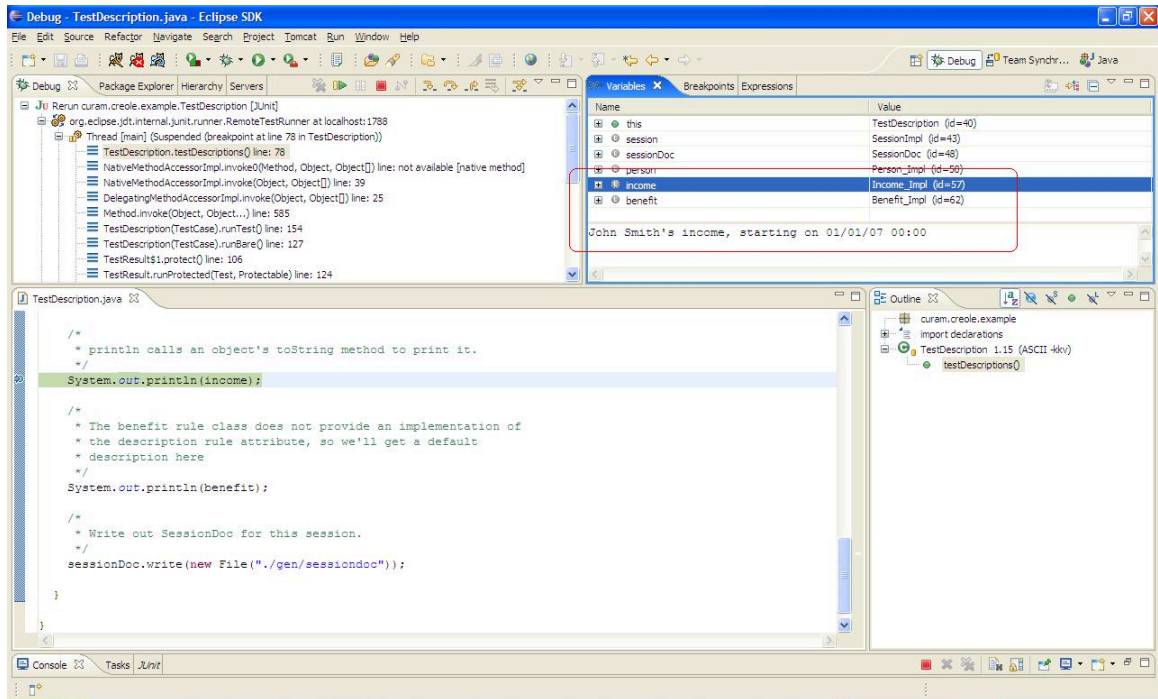 Debug - TestDescription.java - Eclipse SDK
File Edit Source Refactor Navigate Search Project Tomcat Run Window Help
Debug Team Synchr... Java
Debug Package Explorer Hierarchy Servers
Ju Rerun curam.creole.example.TestDescription [JUnit]
org.eclipse.jdt.internal.junit.runner.RemoteTestRunner at localhost:1788
Thread [main] (Suspended (breakpoint at line 78 in TestDescription))
TestDescription.testDescriptions() line: 78
NativeMethodAccessorImpl.invoke0(Method, Object, Object[]) line: not available [native method]
NativeMethodAccessorImpl.invoke(Object, Object[]) line: 39
DelegatingMethodAccessorImpl.invoke(Object, Object[]) line: 25
Method.invoke(Object, Object...) line: 585
TestDescription(TestCase).runTest() line: 154
TestDescription(TestCase).runBare() line: 127
TestResult$1.protect() line: 106
TestResult.runProtected(Test, Protectable) line: 124
Variables Breakpoints Expressions
Name Value
this TestDescription (id=40)
session SessionImpl (id=43)
sessionDoc SessionDoc (id=48)
person Person_Impl (id=50)
income Income_Impl (id=57)
benefit Benefit_Impl (id=62)
John Smith's income, starting on 01/01/07 00:00
TestDescription.java
/*
* println calls an object's toString method to print it.
*/
System.out.println(income);
/*
* The benefit rule class does not provide an implementation of
* the description rule attribute, so we'll get a default
* description here
*/
System.out.println(benefit);
/*
* Write out SessionDoc for this session.
*/
sessionDoc.write(new File("./gen/sessiondoc"));
}
}
Outline
curam.creole.example
import declarations
TestDescription 1.15 (ASCII -kkv)
testDescriptions()
Console Tasks JUnit